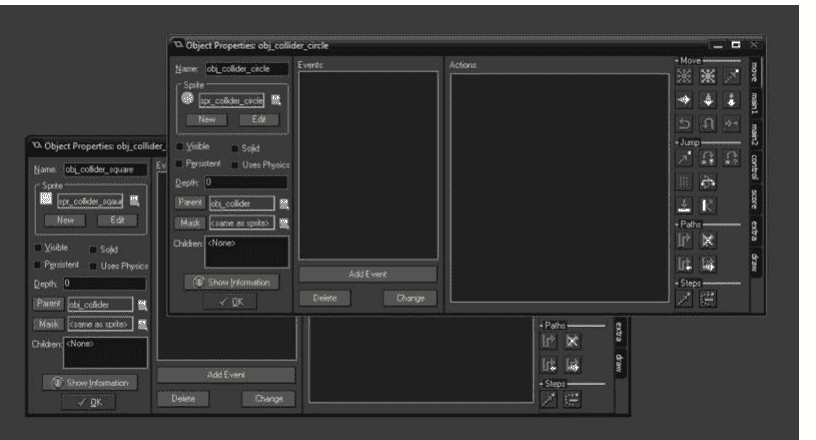 Object Properties: obj_collider_circle
Name: obj_collider_circle
Sprite
spr_collider_circle
New Edit
Visible Solid
Persistent Uses Physics
Depth: 0
Parent obj_collider
Mask <same as sprite>
Children: <None>
Show Information
OK
Events:
Add Event
Delete Change
Actions:
Move
Jump
Paths
Steps
move
main1
main2
control
score
extra
draw
Object Properties: obj_collider_
Name: obj_collider_square
Sprite
New Edit
Visible Solid
Persistent Uses Physics
Depth: 0
Parent obj_collider
Mask <same as sprite>
Children: <None>
Show Information
OK
Ev
Add Event
Delete Change
Paths
Steps
extra
draw